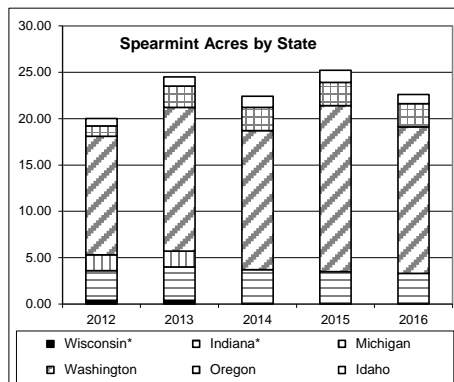 Spearmint Acres by State
30.00
25.00
20.00
15.00
10.00
5.00
0.00
2012 2013 2014 2015 2016
Wisconsin* Indiana* Michigan
Washington Oregon Idaho